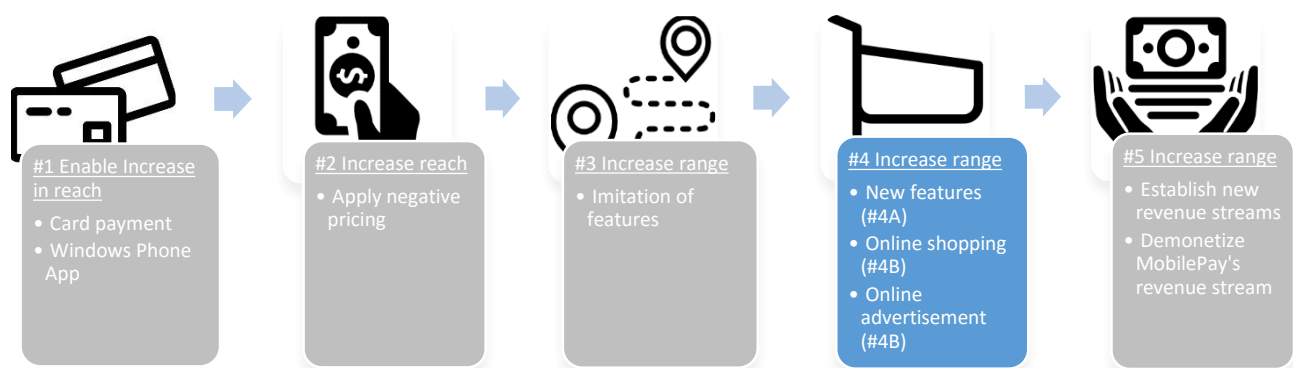 #1 Enable Increase
in reach
• Card payment
• Windows Phone
App
#2 Increase reach
• Apply negative
pricing
#3 Increase range
• Imitation of
features
#4 Increase range
• New features
(#4A)
• Online shopping
(#4B)
• Online
advertisement
(#4B)
#5 Increase range
• Establish new
revenue streams
• Demonetize
MobilePay's
revenue stream